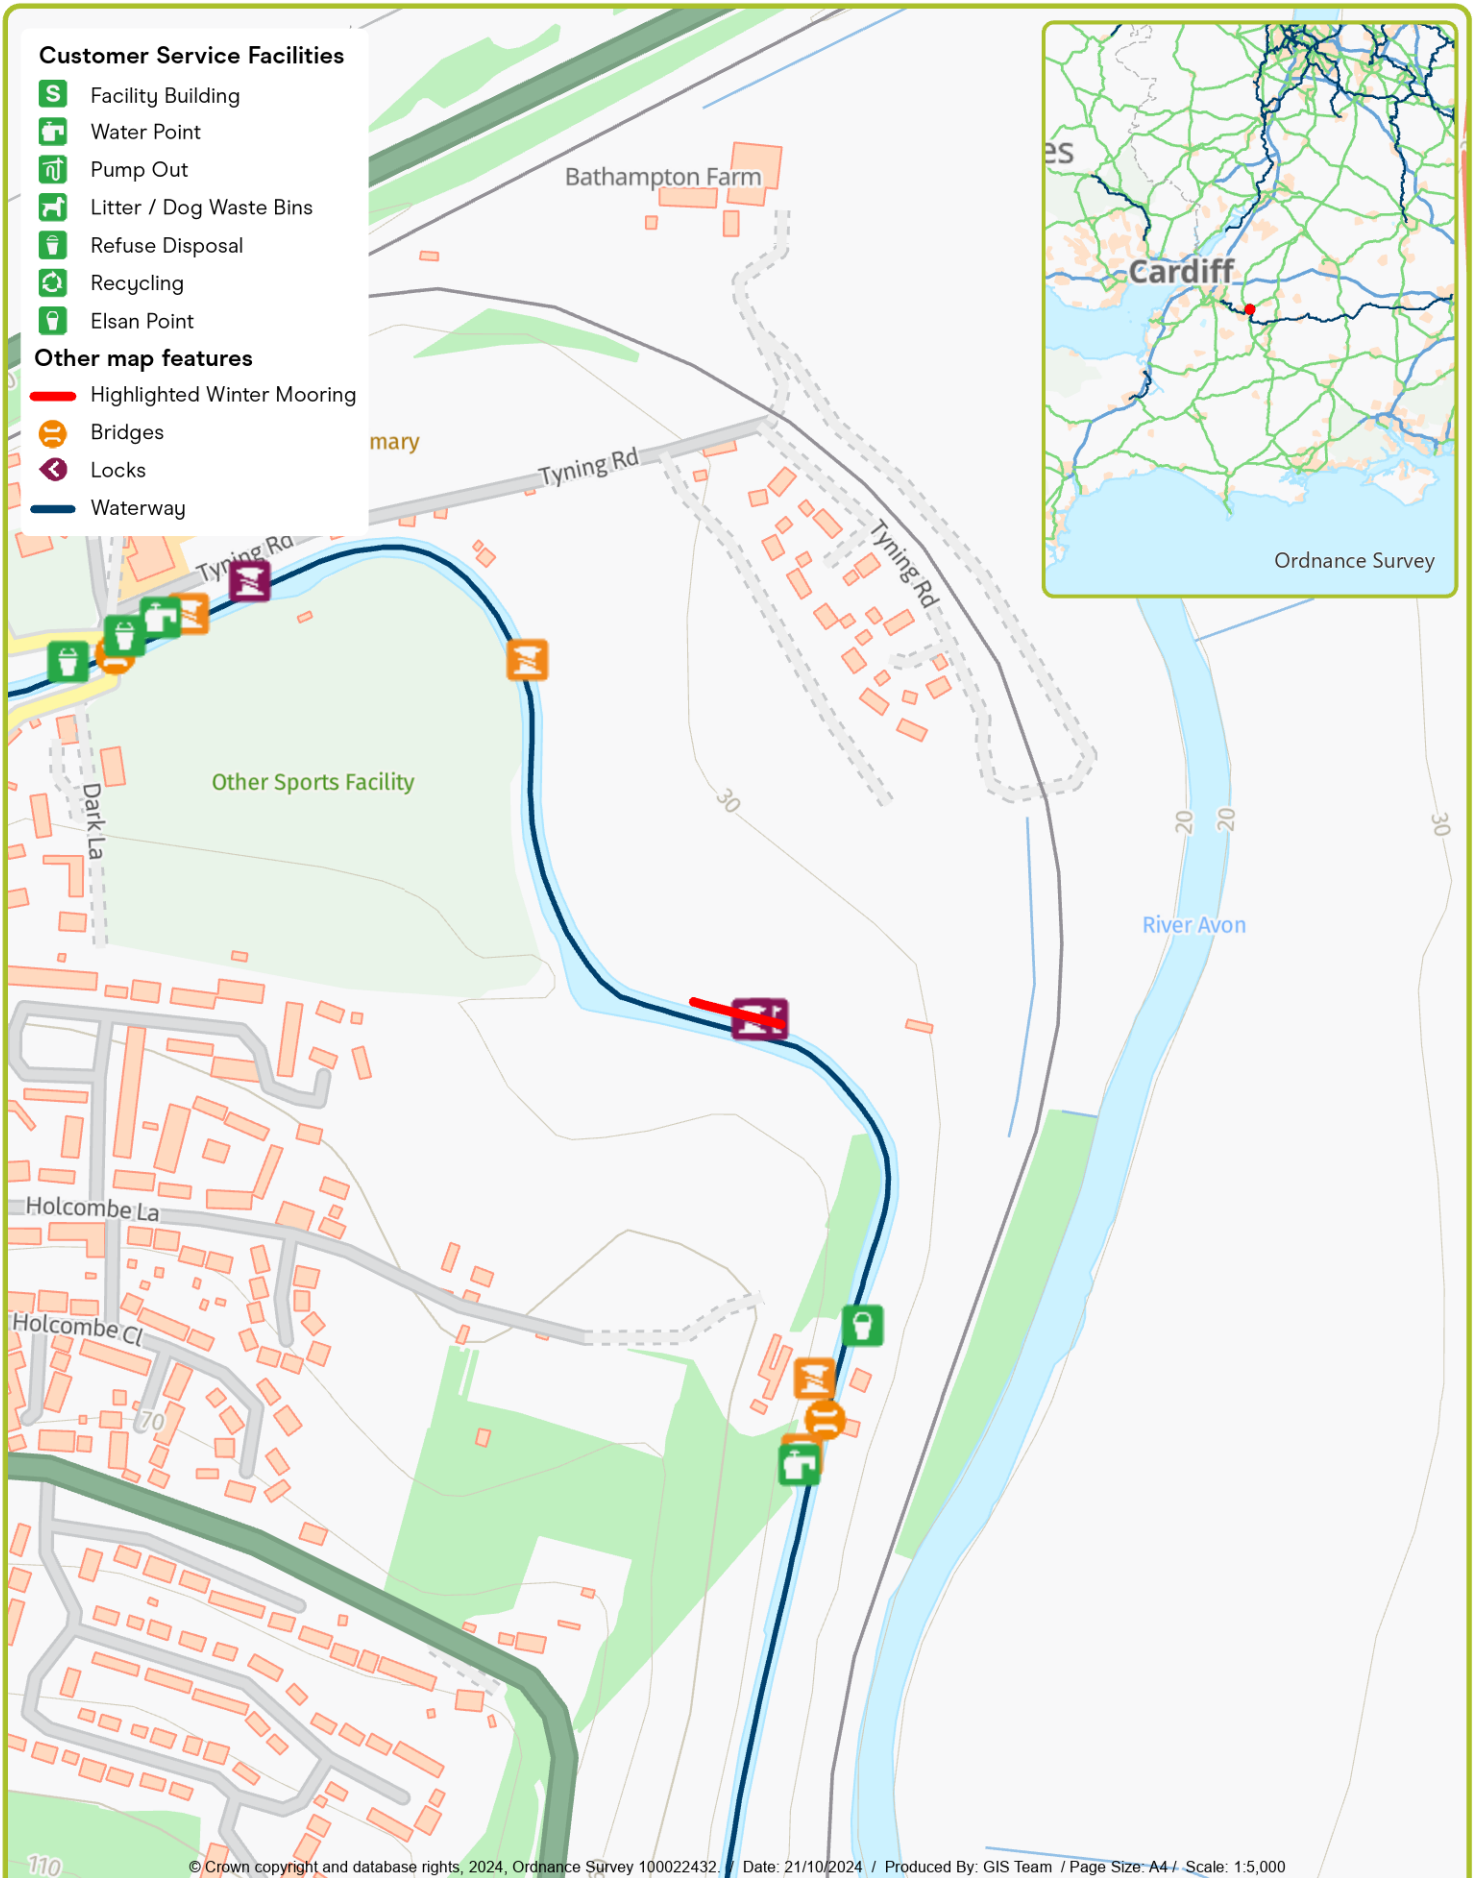 Customer Service Facilities
S Facility Building
Water Point
Pump Out
Litter / Dog Waste Bins
Refuse Disposal
Recycling
Elsan Point
Other map features
Highlighted Winter Mooring
Bridges
Locks
Waterway
es
Cardiff
Ordnance Survey
Bathampton Farm
mary
Tyning Rd
Tyning Rd
Tyning Rd
Other Sports Facility
Dark La
30
20
20
30
River Avon
Holcombe La
Holcombe Cl
70
110
© Crown copyright and database rights, 2024, Ordnance Survey 100022432. / Date: 21/10/2024 / Produced By: GIS Team / Page Size: A4 / Scale: 1:5,000